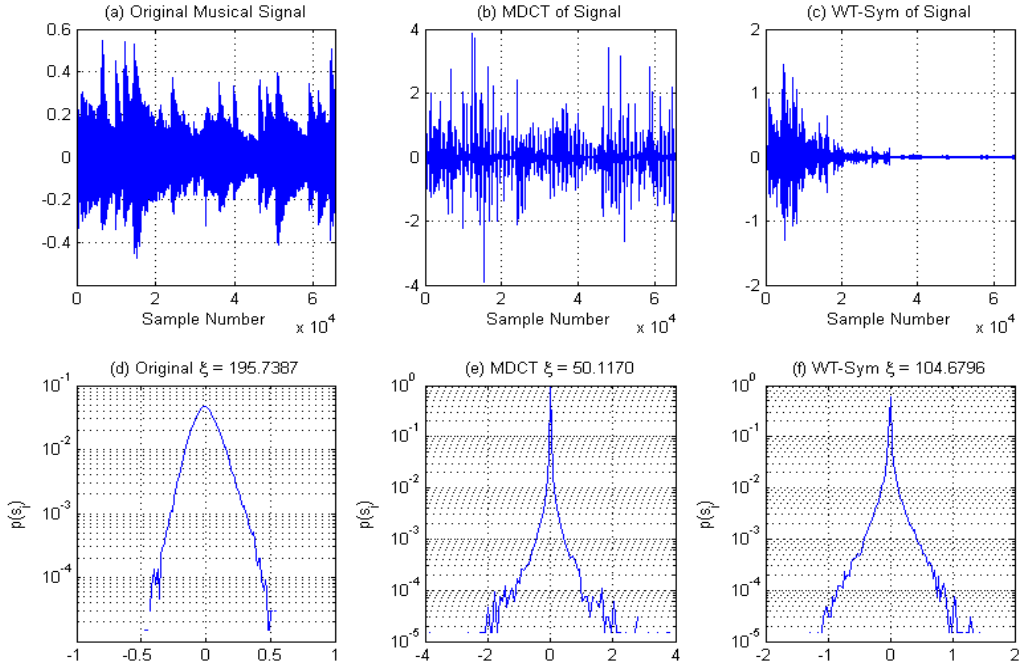 (a) Original Musical Signal
(b) MDCT of Signal
(c) WT-Sym of Signal
0.6
0.4
0.2
0
-0.2
-0.4
0 2 4 6
Sample Number
x 10^4
4
2
0
-2
-4
0 2 4 6
Sample Number
x 10^4
2
1
0
-1
-2
0 2 4 6
Sample Number
x 10^4
(d) Original ξ = 195.7387
(e) MDCT ξ = 50.1170
(f) WT-Sym ξ = 104.6796
10^-1
10^-2
10^-3
10^-4
p(s_i)
-1 -0.5 0 0.5 1
10^0
10^-1
10^-2
10^-3
10^-4
10^-5
p(s_i)
-4 -2 0 2 4
10^0
10^-1
10^-2
10^-3
10^-4
10^-5
p(s_i)
-2 -1 0 1 2